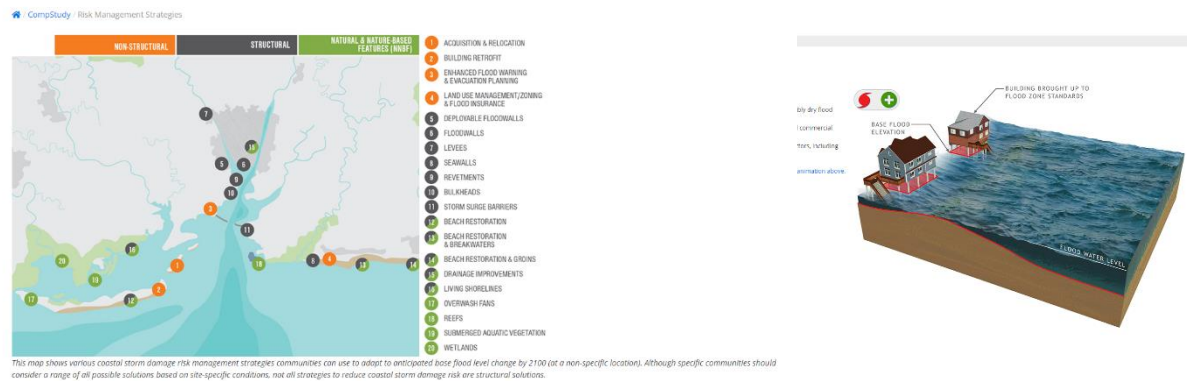 CompStudy / Risk Management Strategies
NON-STRUCTURAL
STRUCTURAL
NATURAL & NATURE-BASED
FEATURES (NNBF)
1 ACQUISITION & RELOCATION
2 BUILDING RETROFIT
3 ENHANCED FLOOD WARNING
& EVACUATION PLANNING
4 LAND USE MANAGEMENT/ZONING
& FLOOD INSURANCE
5 DEPLOYABLE FLOODWALLS
6 FLOODWALLS
7 LEVEES
8 SEAWALLS
9 REVETMENTS
10 BULKHEADS
11 STORM SURGE BARRIERS
12 BEACH RESTORATION
13 BEACH RESTORATION
& BREAKWATERS
14 BEACH RESTORATION & GROINS
15 DRAINAGE IMPROVEMENTS
16 LIVING SHORELINES
17 OVERWASH FANS
18 REEFS
19 SUBMERGED AQUATIC VEGETATION
20 WETLANDS
This map shows various coastal storm damage risk management strategies communities can use to adapt to anticipated base flood level change by 2100 (at a non-specific location). Although specific communities should
consider a range of all possible solutions based on site-specific conditions, not all strategies to reduce coastal storm damage risk are structural solutions.
bly dry flood
commercial
including
animation above.
BUILDING BROUGHT UP TO
FLOOD ZONE STANDARDS
BASE FLOOD
ELEVATION
FLOOD WATER LEVEL